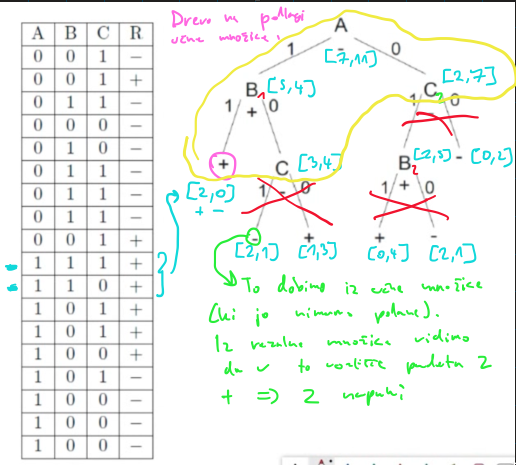 Drevo na podlagi
učne množice.
A B C R
0 0 1 −
0 0 1 +
0 1 1 −
0 0 0 −
0 1 0 −
0 1 1 −
0 1 1 −
0 1 1 −
0 0 1 +
1 1 1 +
1 1 0 +
1 0 1 +
1 0 1 +
1 0 0 +
1 0 1 −
1 0 0 −
1 0 0 −
1 0 0 −
A
1 − 0
[7,11]
B1 [5,4] C2 [2,7]
1 + 0 1 − 0
+ C [3,4] B2 [2,5] - [0,2]
[2,0] 1 - 0 1 + 0
+ −
- + + -
[2,1] [1,3] [0,4] [2,1]
To dobimo iz učne množice
(ki jo nimamo podane).
Iz rezalne množice vidimo
da v to vozlišče padeta 2
+ => 2 napaki